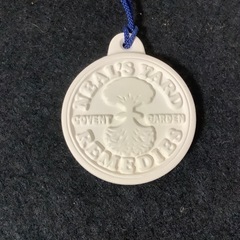 NEAL'S YARD
COVENT GARDEN
REMEDIES